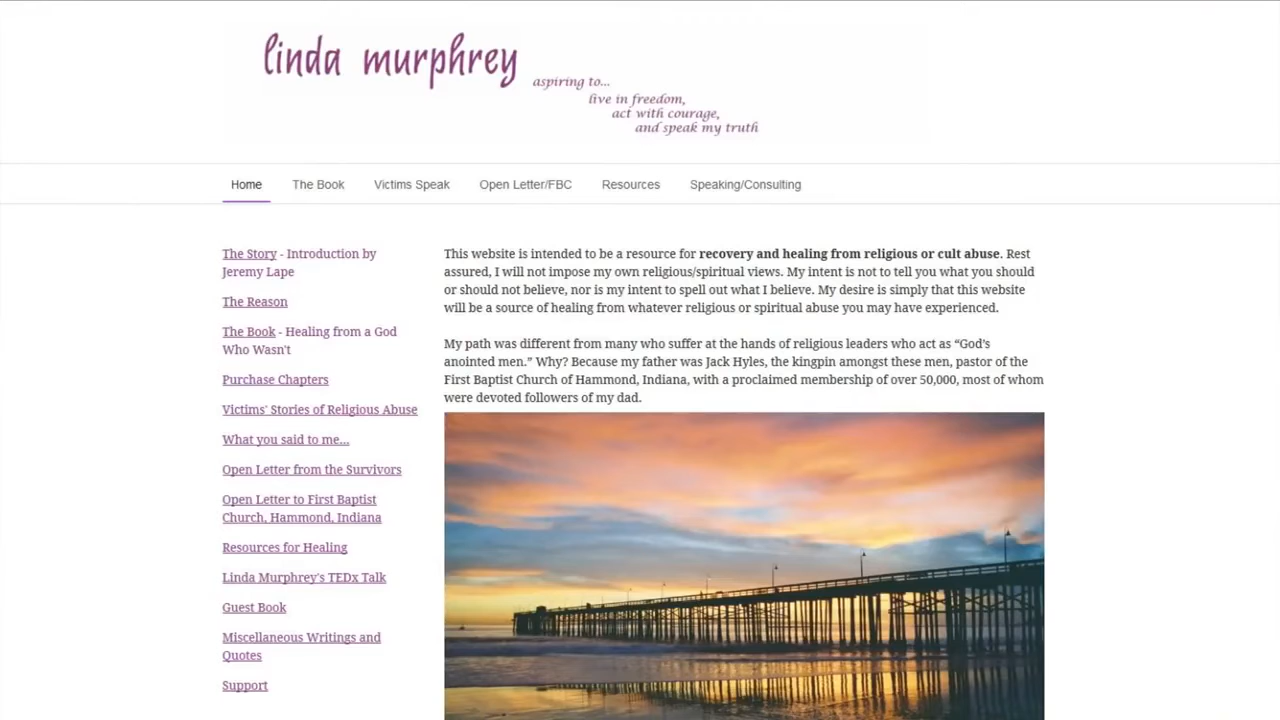 linda murphrey
aspiring to...
live in freedom,
act with courage,
and speak my truth
Home
The Book
Victims Speak
Open Letter/FBC
Resources
Speaking/Consulting
The Story - Introduction by
Jeremy Lape
The Reason
The Book - Healing from a God
Who Wasn't
Purchase Chapters
Victims' Stories of Religious Abuse
What you said to me...
Open Letter from the Survivors
Open Letter to First Baptist
Church, Hammond, Indiana
Resources for Healing
Linda Murphrey's TEDx Talk
Guest Book
Miscellaneous Writings and
Quotes
Support
This website is intended to be a resource for recovery and healing from religious or cult abuse. Rest
assured, I will not impose my own religious/spiritual views. My intent is not to tell you what you should
or should not believe, nor is my intent to spell out what I believe. My desire is simply that this website
will be a source of healing from whatever religious or spiritual abuse you may have experienced.
My path was different from many who suffer at the hands of religious leaders who act as “God’s
anointed men.” Why? Because my father was Jack Hyles, the kingpin amongst these men, pastor of the
First Baptist Church of Hammond, Indiana, with a proclaimed membership of over 50,000, most of whom
were devoted followers of my dad.